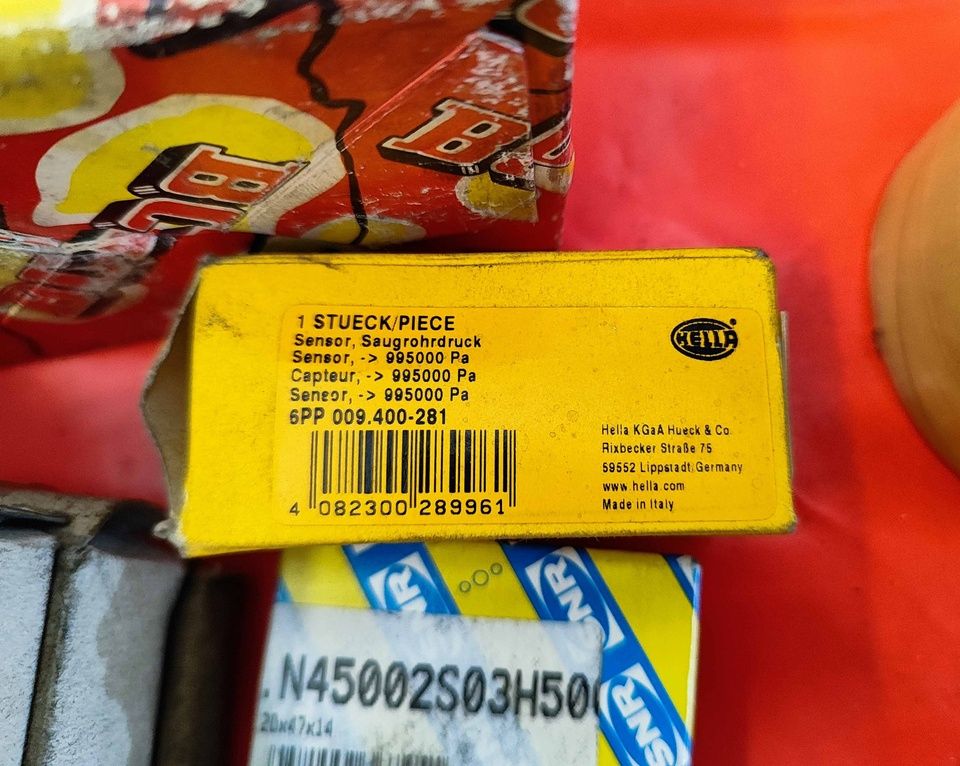 1 STUECK/PIECE
Sensor, Saugrohrdruck
Sensor, -> 995000 Pa
Capteur, -> 995000 Pa
Sensor, -> 995000 Pa
6PP 009.400-281
4 082300 289961
HELLA
Hella KGaA Hueck & Co.
Rixbecker Straße 75
59552 Lippstadt/Germany
www.hella.com
Made in Italy
SNR
SNR
SNR
SNR
.N45002S03H50
20x47x14